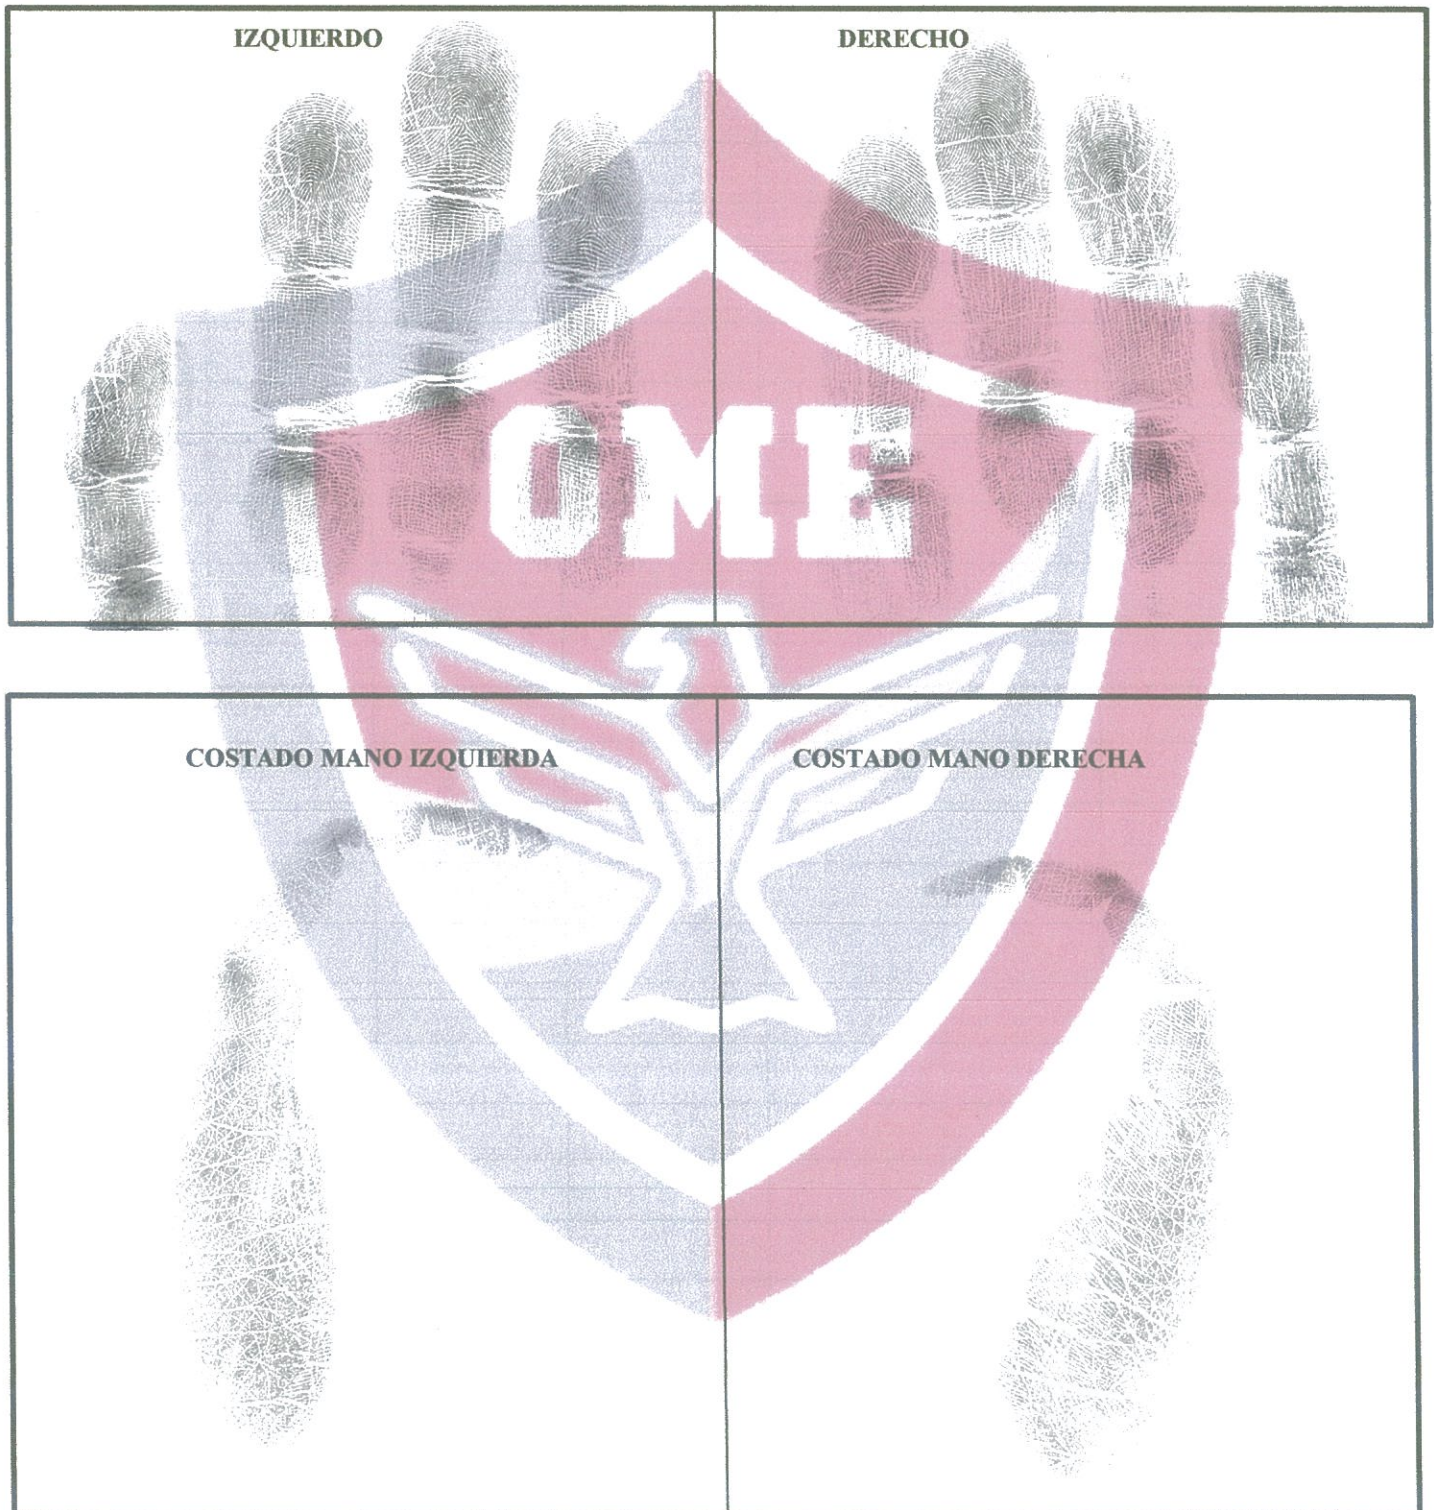 IZQUIERDO
DERECHO
OME
COSTADO MANO IZQUIERDA
COSTADO MANO DERECHA